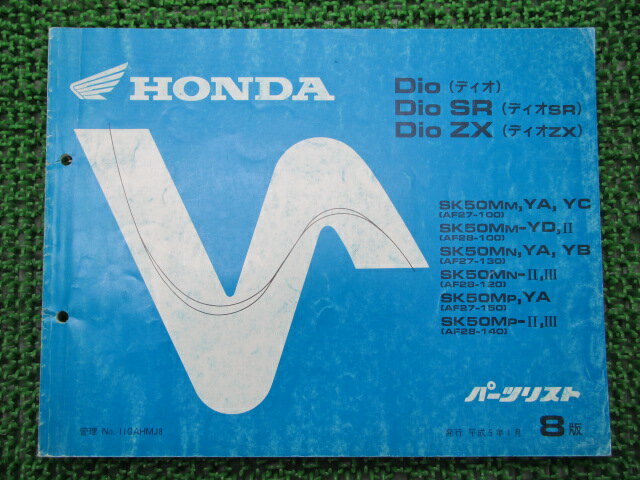 HONDA
Dio (ディオ)
Dio SR (ディオSR)
Dio ZX (ディオZX)
SK50MM, YA, YC
(AF27-100)
SK50MM-YD, II
(AF28-100)
SK50MN, YA, YB
(AF27-130)
SK50MN-II, III
(AF28-120)
SK50MP, YA
(AF27-150)
SK50MP-II, III
(AF28-140)
パーツリスト
管理 No. 11GAHMJ8
発行 平成5年1月 8版